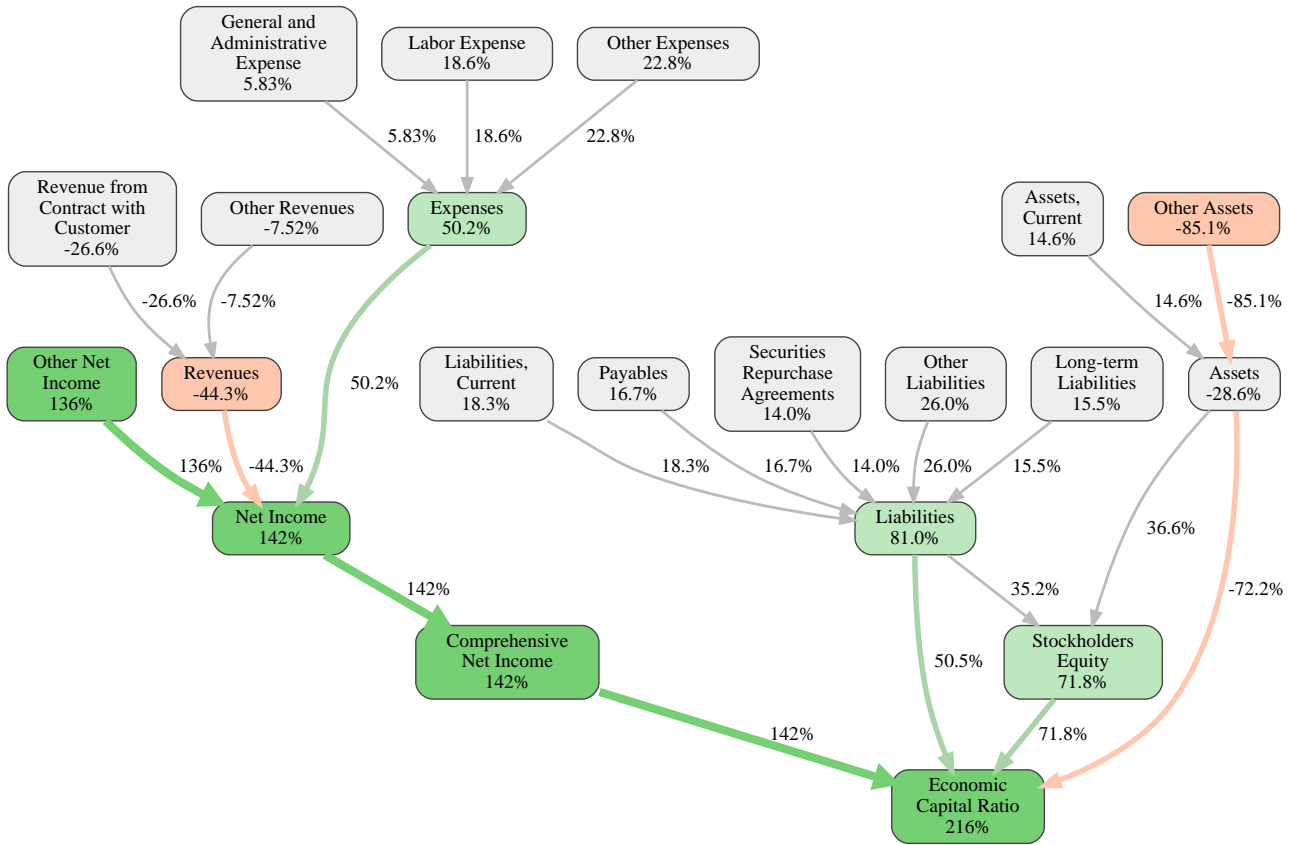 General and
Administrative
Expense
5.83%
Labor Expense
18.6%
Other Expenses
22.8%
5.83%
18.6%
22.8%
Revenue from
Contract with
Customer
-26.6%
Other Revenues
-7.52%
Expenses
50.2%
Assets,
Current
14.6%
Other Assets
-85.1%
-26.6%
-7.52%
14.6%
-85.1%
Other Net
Income
136%
Revenues
-44.3%
50.2%
Liabilities,
Current
18.3%
Payables
16.7%
Securities
Repurchase
Agreements
14.0%
Other
Liabilities
26.0%
Long-term
Liabilities
15.5%
Assets
-28.6%
136%
-44.3%
18.3%
16.7%
14.0%
26.0%
15.5%
Net Income
142%
Liabilities
81.0%
36.6%
142%
35.2%
-72.2%
Comprehensive
Net Income
142%
50.5%
Stockholders
Equity
71.8%
142%
71.8%
Economic
Capital Ratio
216%